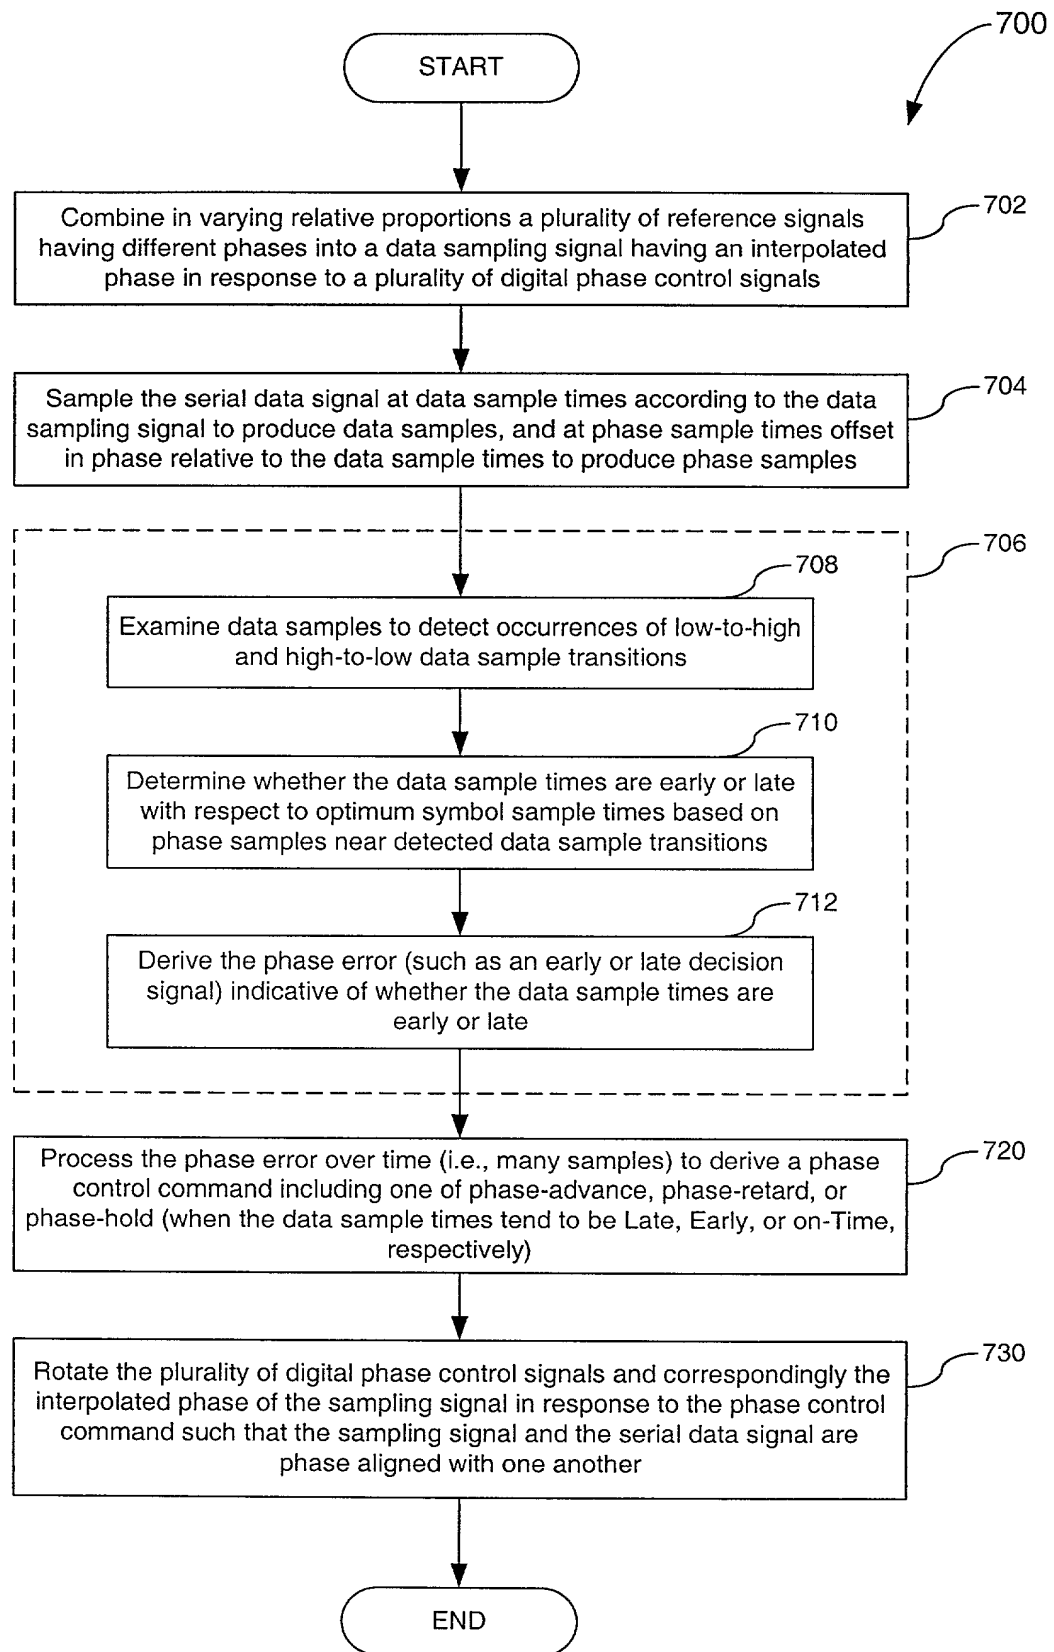 700
START
702
Combine in varying relative proportions a plurality of reference signals
having different phases into a data sampling signal having an interpolated
phase in response to a plurality of digital phase control signals
704
Sample the serial data signal at data sample times according to the data
sampling signal to produce data samples, and at phase sample times offset
in phase relative to the data sample times to produce phase samples
706
708
Examine data samples to detect occurrences of low-to-high
and high-to-low data sample transitions
710
Determine whether the data sample times are early or late
with respect to optimum symbol sample times based on
phase samples near detected data sample transitions
712
Derive the phase error (such as an early or late decision
signal) indicative of whether the data sample times are
early or late
720
Process the phase error over time (i.e., many samples) to derive a phase
control command including one of phase-advance, phase-retard, or
phase-hold (when the data sample times tend to be Late, Early, or on-Time,
respectively)
730
Rotate the plurality of digital phase control signals and correspondingly the
interpolated phase of the sampling signal in response to the phase control
command such that the sampling signal and the serial data signal are
phase aligned with one another
END